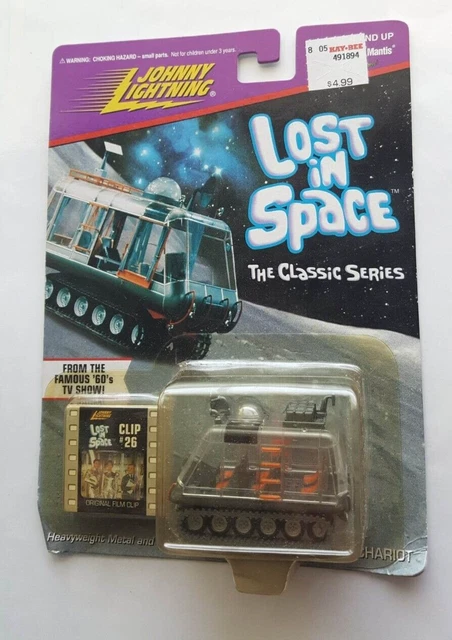 WARNING: CHOKING HAZARD - small parts. Not for children under 3 years.
JOHNNY
LIGHTNING®
8 05 KAY-BEE
491894
$4.99
ND UP
Mantis®
LOST
iN
SPACE™
THE CLASSIC SERIES
FROM THE
FAMOUS '60's
TV SHOW!
JOHNNY LIGHTNING
LOST
iN
SPACE
CLIP
# 26
ORIGINAL FILM CLIP
Heavyweight Metal and
CHARIOT